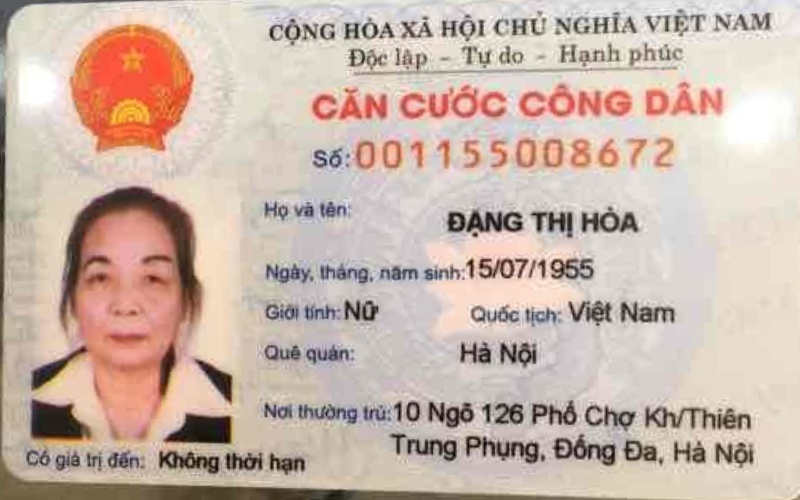 CỘNG HÒA XÃ HỘI CHỦ NGHĨA VIỆT NAM
Độc lập - Tự do - Hạnh phúc
CĂN CƯỚC CÔNG DÂN
Số: 001155008672
Họ và tên:
ĐẶNG THỊ HÒA
Ngày, tháng, năm sinh: 15/07/1955
Giới tính: Nữ Quốc tịch: Việt Nam
Quê quán: Hà Nội
Nơi thường trú: 10 Ngõ 126 Phố Chợ Kh/Thiên
Trung Phụng, Đống Đa, Hà Nội
Có giá trị đến: Không thời hạn